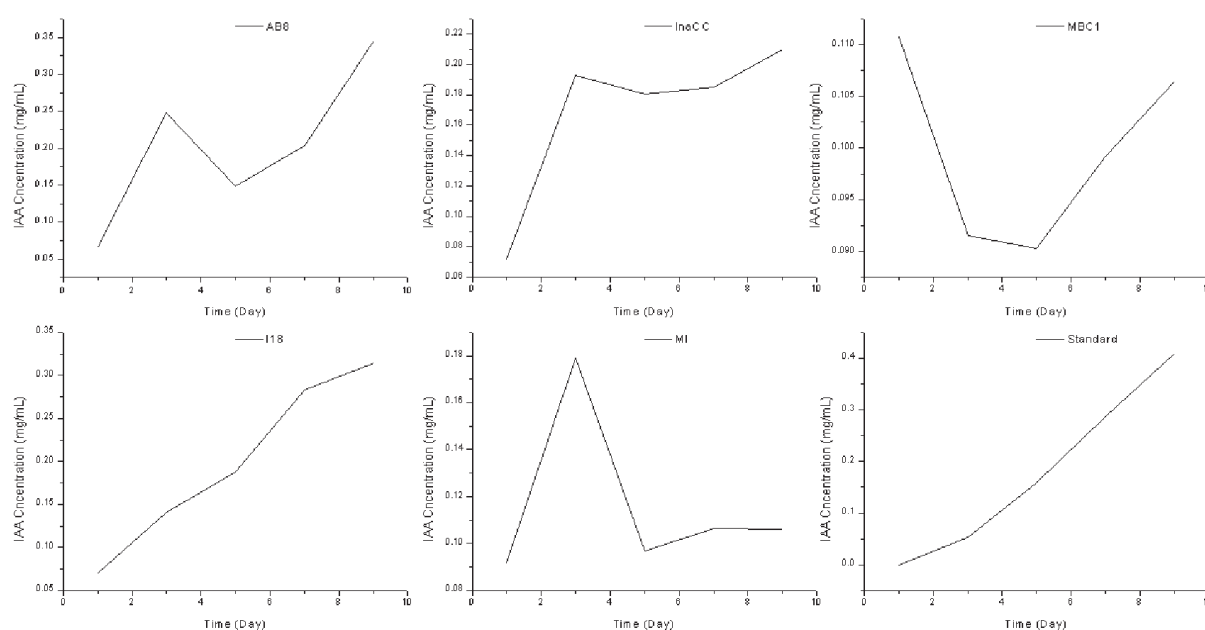 AB8
IAA Cncentration (mg/mL)
0.35
0.30
0.25
0.20
0.15
0.10
0.05
0 2 4 6 8 10
Time (Day)
InaCC
IAA Cncentration (mg/mL)
0.22
0.20
0.18
0.16
0.14
0.12
0.10
0.08
0.06
0 2 4 6 8 10
Time (Day)
MBC1
IAA Cncentration (mg/mL)
0.110
0.105
0.100
0.095
0.090
0 2 4 6 8 10
Time (Day)
I18
IAA Cncentration (mg/mL)
0.35
0.30
0.25
0.20
0.15
0.10
0.05
0 2 4 6 8 10
Time (Day)
MI
IAA Cncentration (mg/mL)
0.18
0.16
0.14
0.12
0.10
0.08
0 2 4 6 8 10
Time (Day)
Standard
IAA Cncentration (mg/mL)
0.4
0.3
0.2
0.1
0.0
0 2 4 6 8 10
Time (Day)